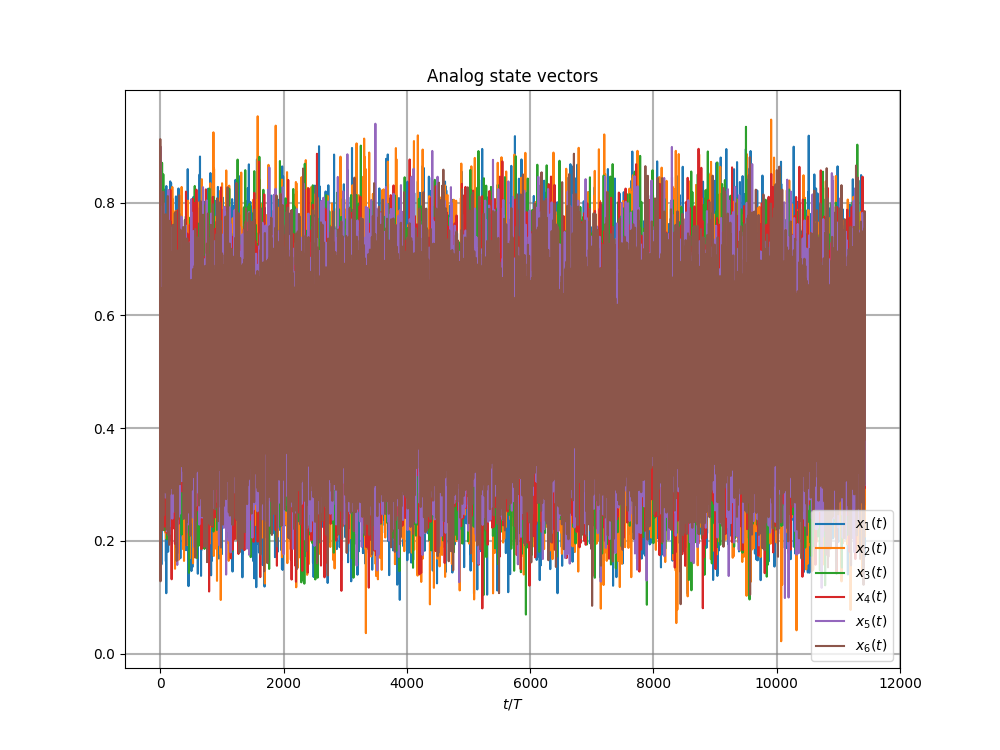 Analog state vectors
0.8
0.6
0.4
0.2
0.0
x₁(t)
x₂(t)
x₃(t)
x₄(t)
x₅(t)
x₆(t)
0 2000 4000 6000 8000 10000 12000
t/T